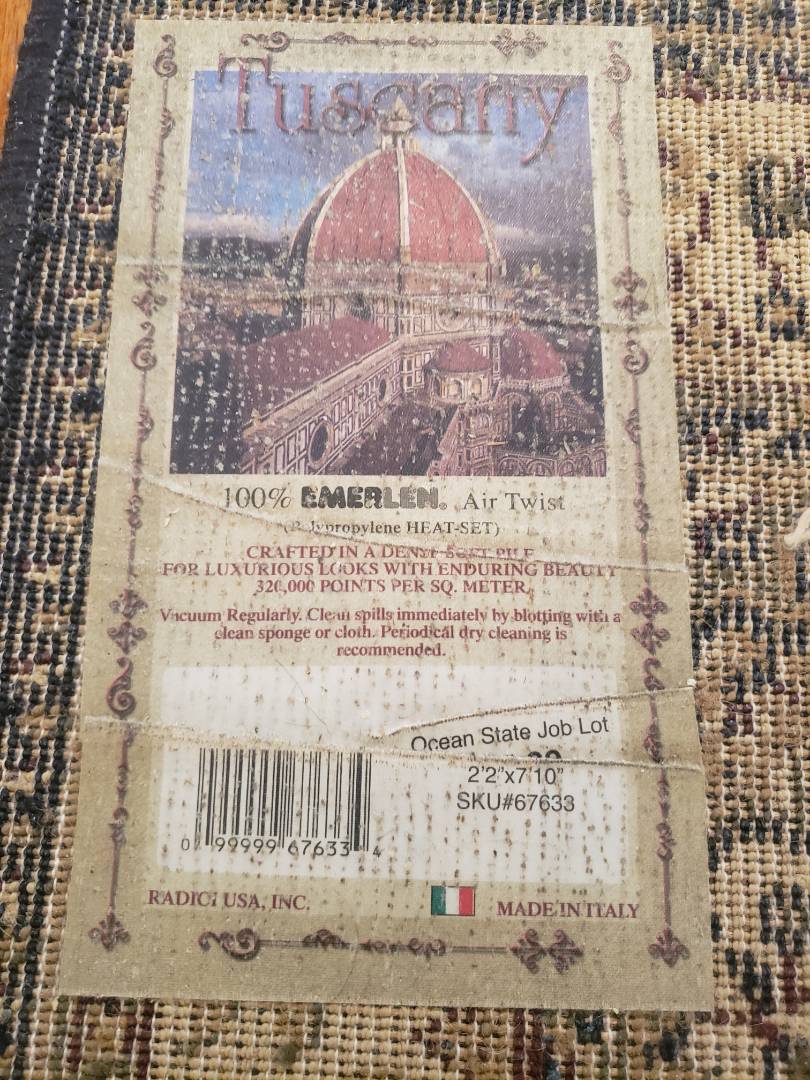 Tuscany
100% EMERLEN® Air Twist
(Polypropylene HEAT-SET)
CRAFTED IN A DENSE SOFT PILE
FOR LUXURIOUS LOOKS WITH ENDURING BEAUTY
320,000 POINTS PER SQ. METER.
Vacuum Regularly. Clean spills immediately by blotting with a
clean sponge or cloth. Periodical dry cleaning is
recommended.
Ocean State Job Lot
2'2"x7'10"
SKU#67633
0 99999 67633 4
RADICI USA, INC.
MADE IN ITALY